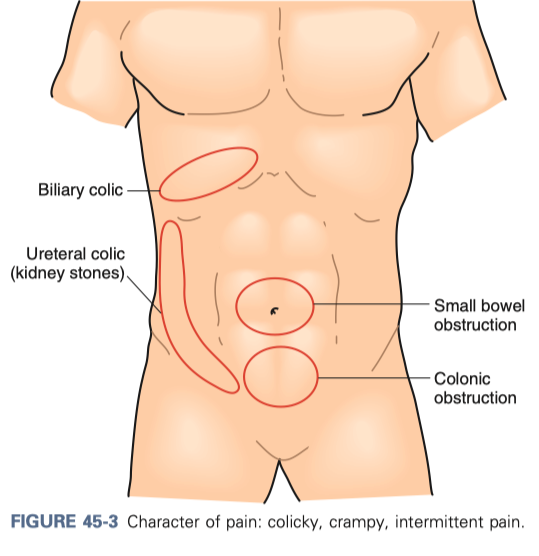 Biliary colic
Ureteral colic
(kidney stones)
Small bowel
obstruction
Colonic
obstruction
FIGURE 45-3 Character of pain: colicky, crampy, intermittent pain.